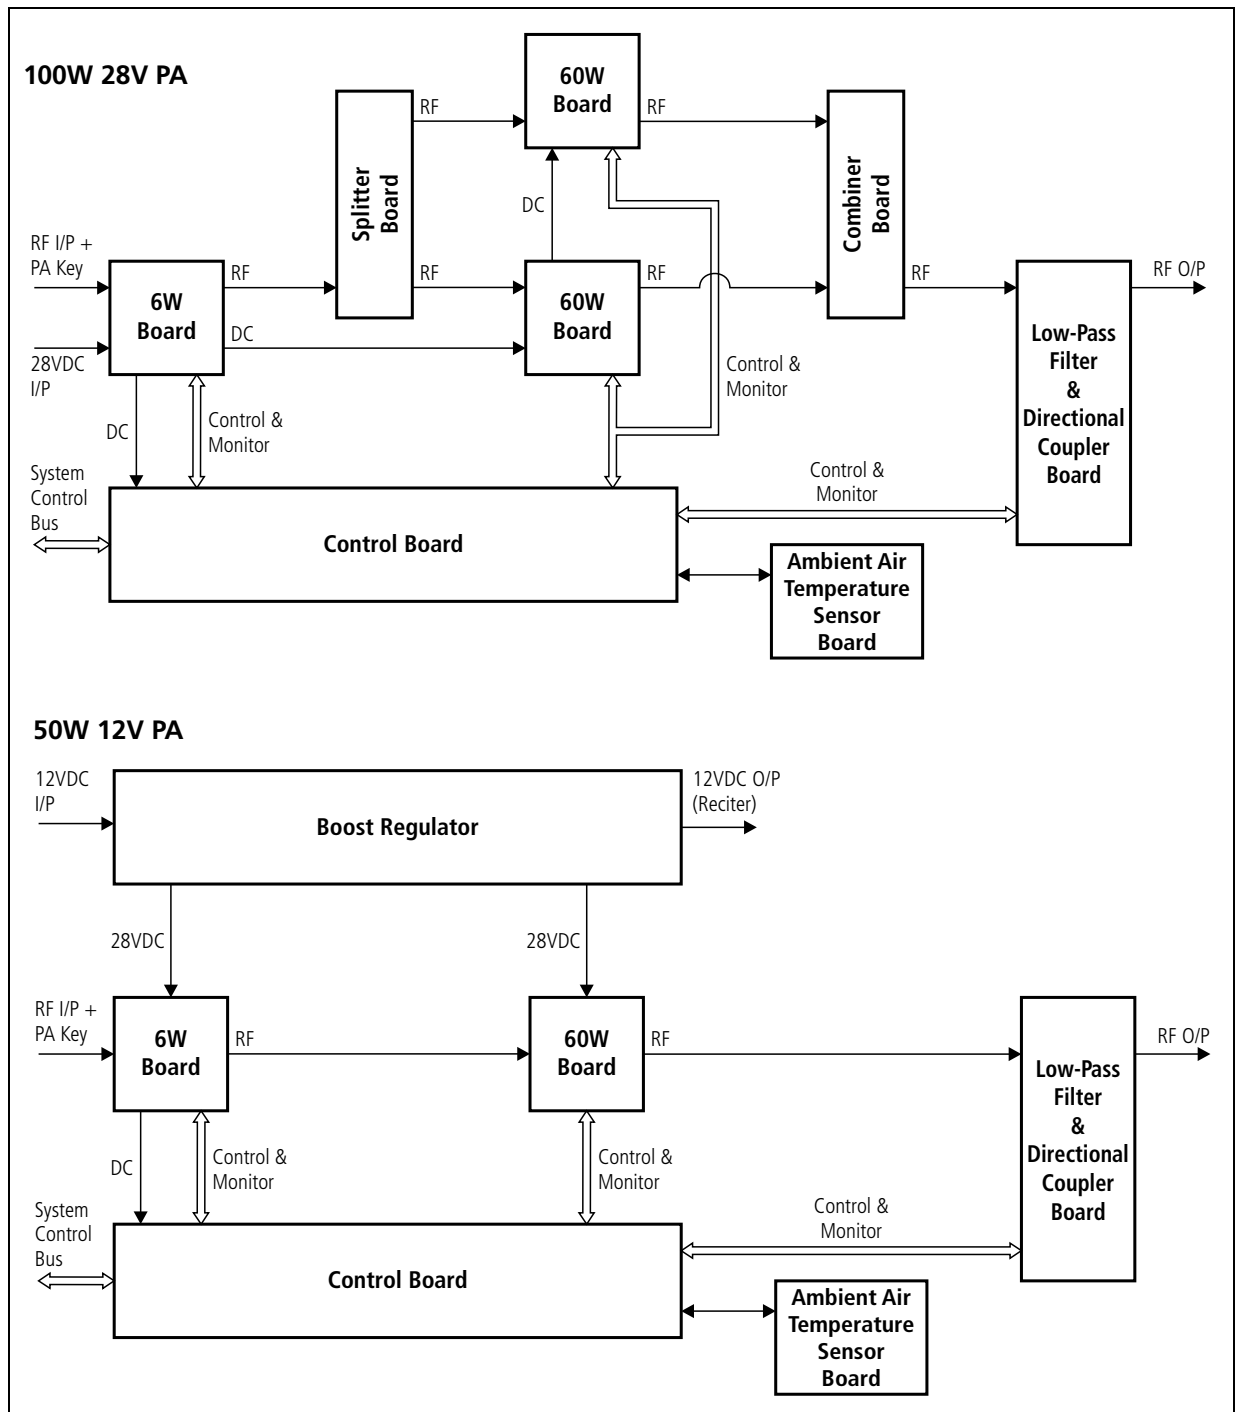 100W 28V PA
60W
Board
RF
RF
Splitter
Board
Combiner
Board
DC
RF I/P +
PA Key
RF
RF
RF
RF
RF O/P
6W
Board
60W
Board
DC
28VDC
I/P
Low-Pass
Filter
&
Directional
Coupler
Board
Control &
Monitor
DC
Control &
Monitor
System
Control
Bus
Control &
Monitor
Control Board
Ambient Air
Temperature
Sensor
Board
50W 12V PA
12VDC
I/P
12VDC O/P
(Reciter)
Boost Regulator
28VDC
28VDC
RF I/P +
PA Key
6W
Board
RF
60W
Board
RF
RF O/P
Low-Pass
Filter
&
Directional
Coupler
Board
DC
Control &
Monitor
Control &
Monitor
System
Control
Bus
Control &
Monitor
Control Board
Ambient Air
Temperature
Sensor
Board